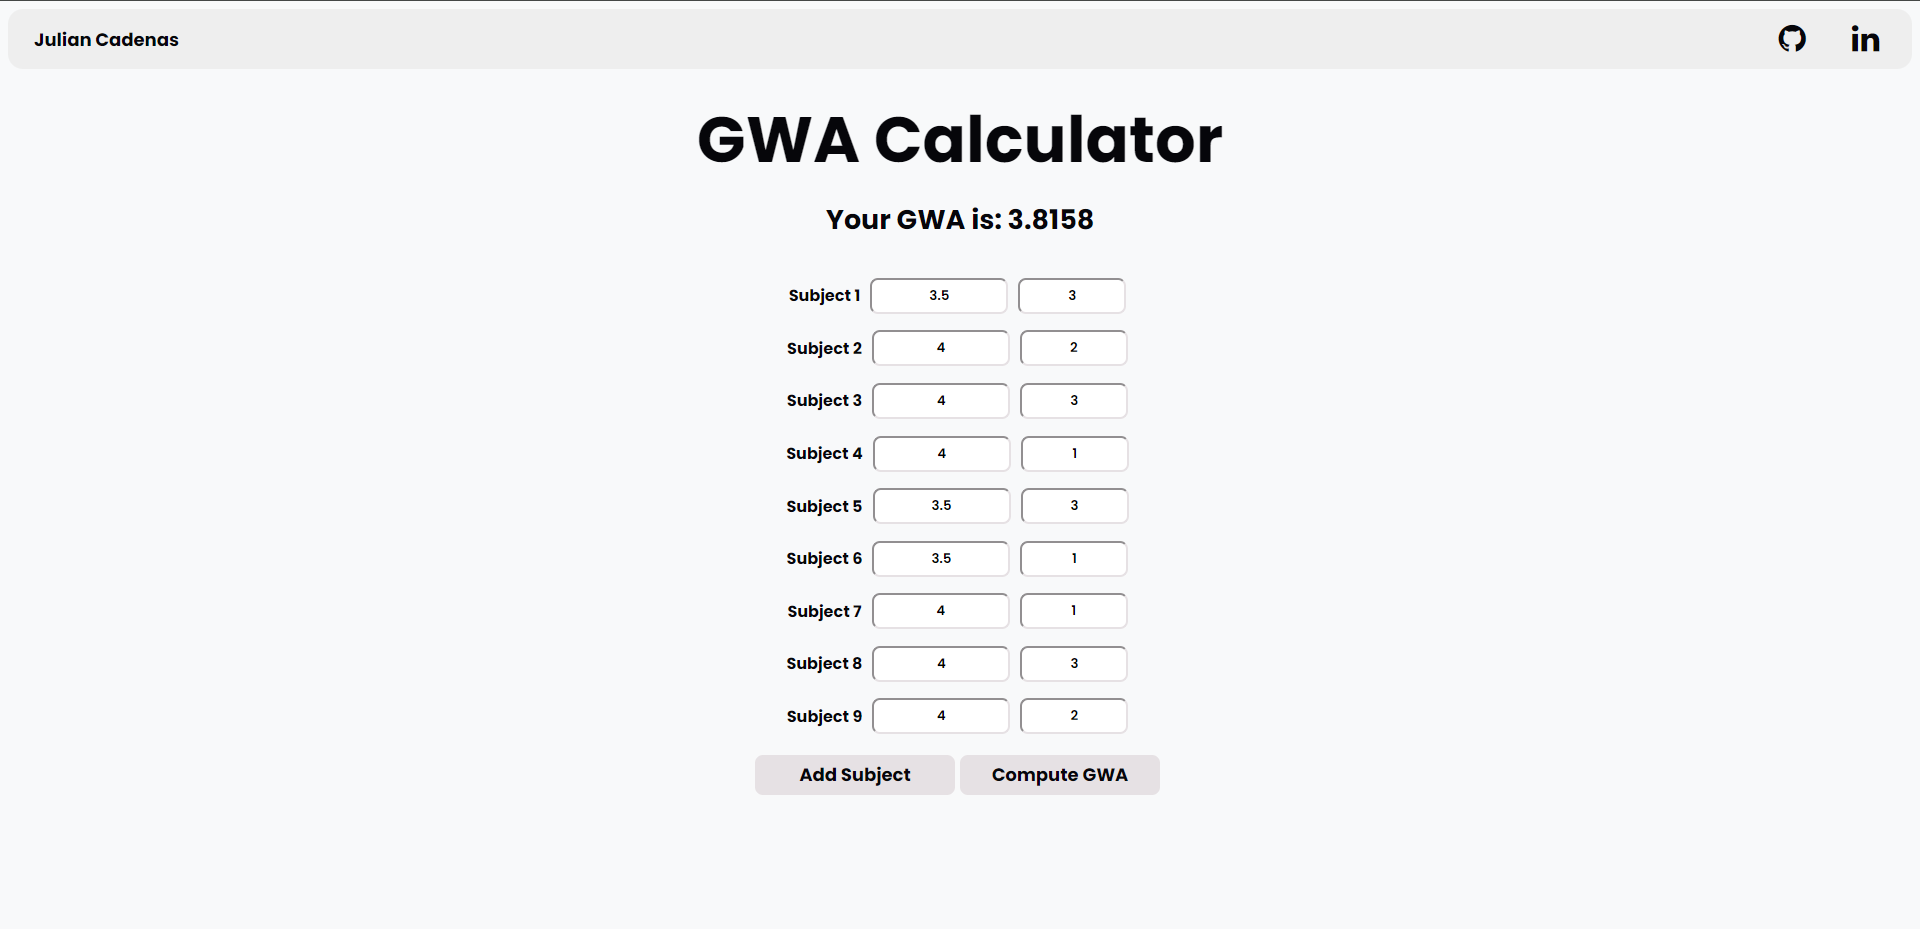 Julian Cadenas
in
GWA Calculator
Your GWA is: 3.8158
Subject 1 3.5 3
Subject 2 4 2
Subject 3 4 3
Subject 4 4 1
Subject 5 3.5 3
Subject 6 3.5 1
Subject 7 4 1
Subject 8 4 3
Subject 9 4 2
Add Subject Compute GWA